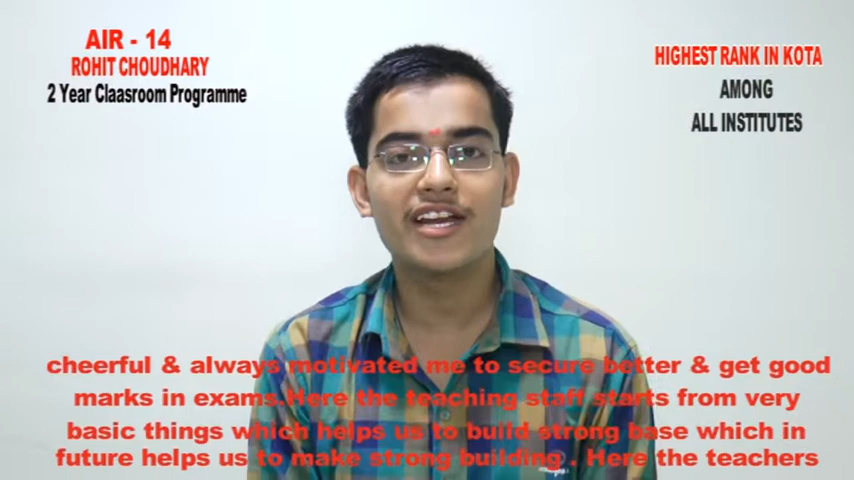 AIR - 14
ROHIT CHOUDHARY
2 Year Claasroom Programme
HIGHEST RANK IN KOTA
AMONG
ALL INSTITUTES
cheerful & always motivated me to secure better & get good
marks in exams.Here the teaching staff starts from very
basic things which helps us to build strong base which in
future helps us to make strong building . Here the teachers